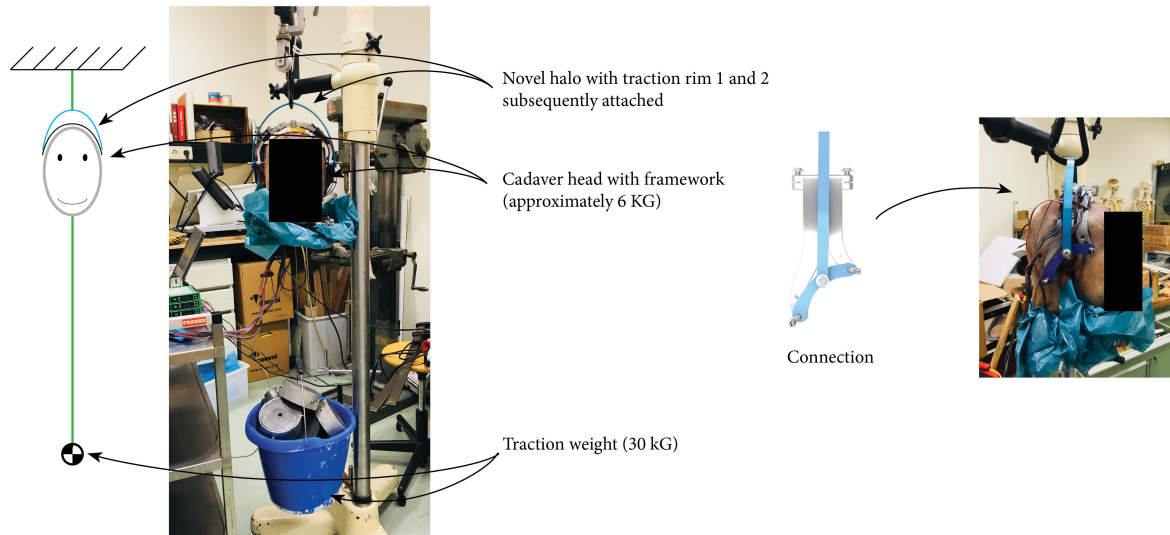 Novel halo with traction rim 1 and 2
subsequently attached
Cadaver head with framework
(approximately 6 KG)
Traction weight (30 kG)
Connection